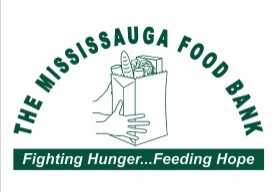 THE MISSISSAUGA FOOD BANK
Fighting Hunger...Feeding Hope